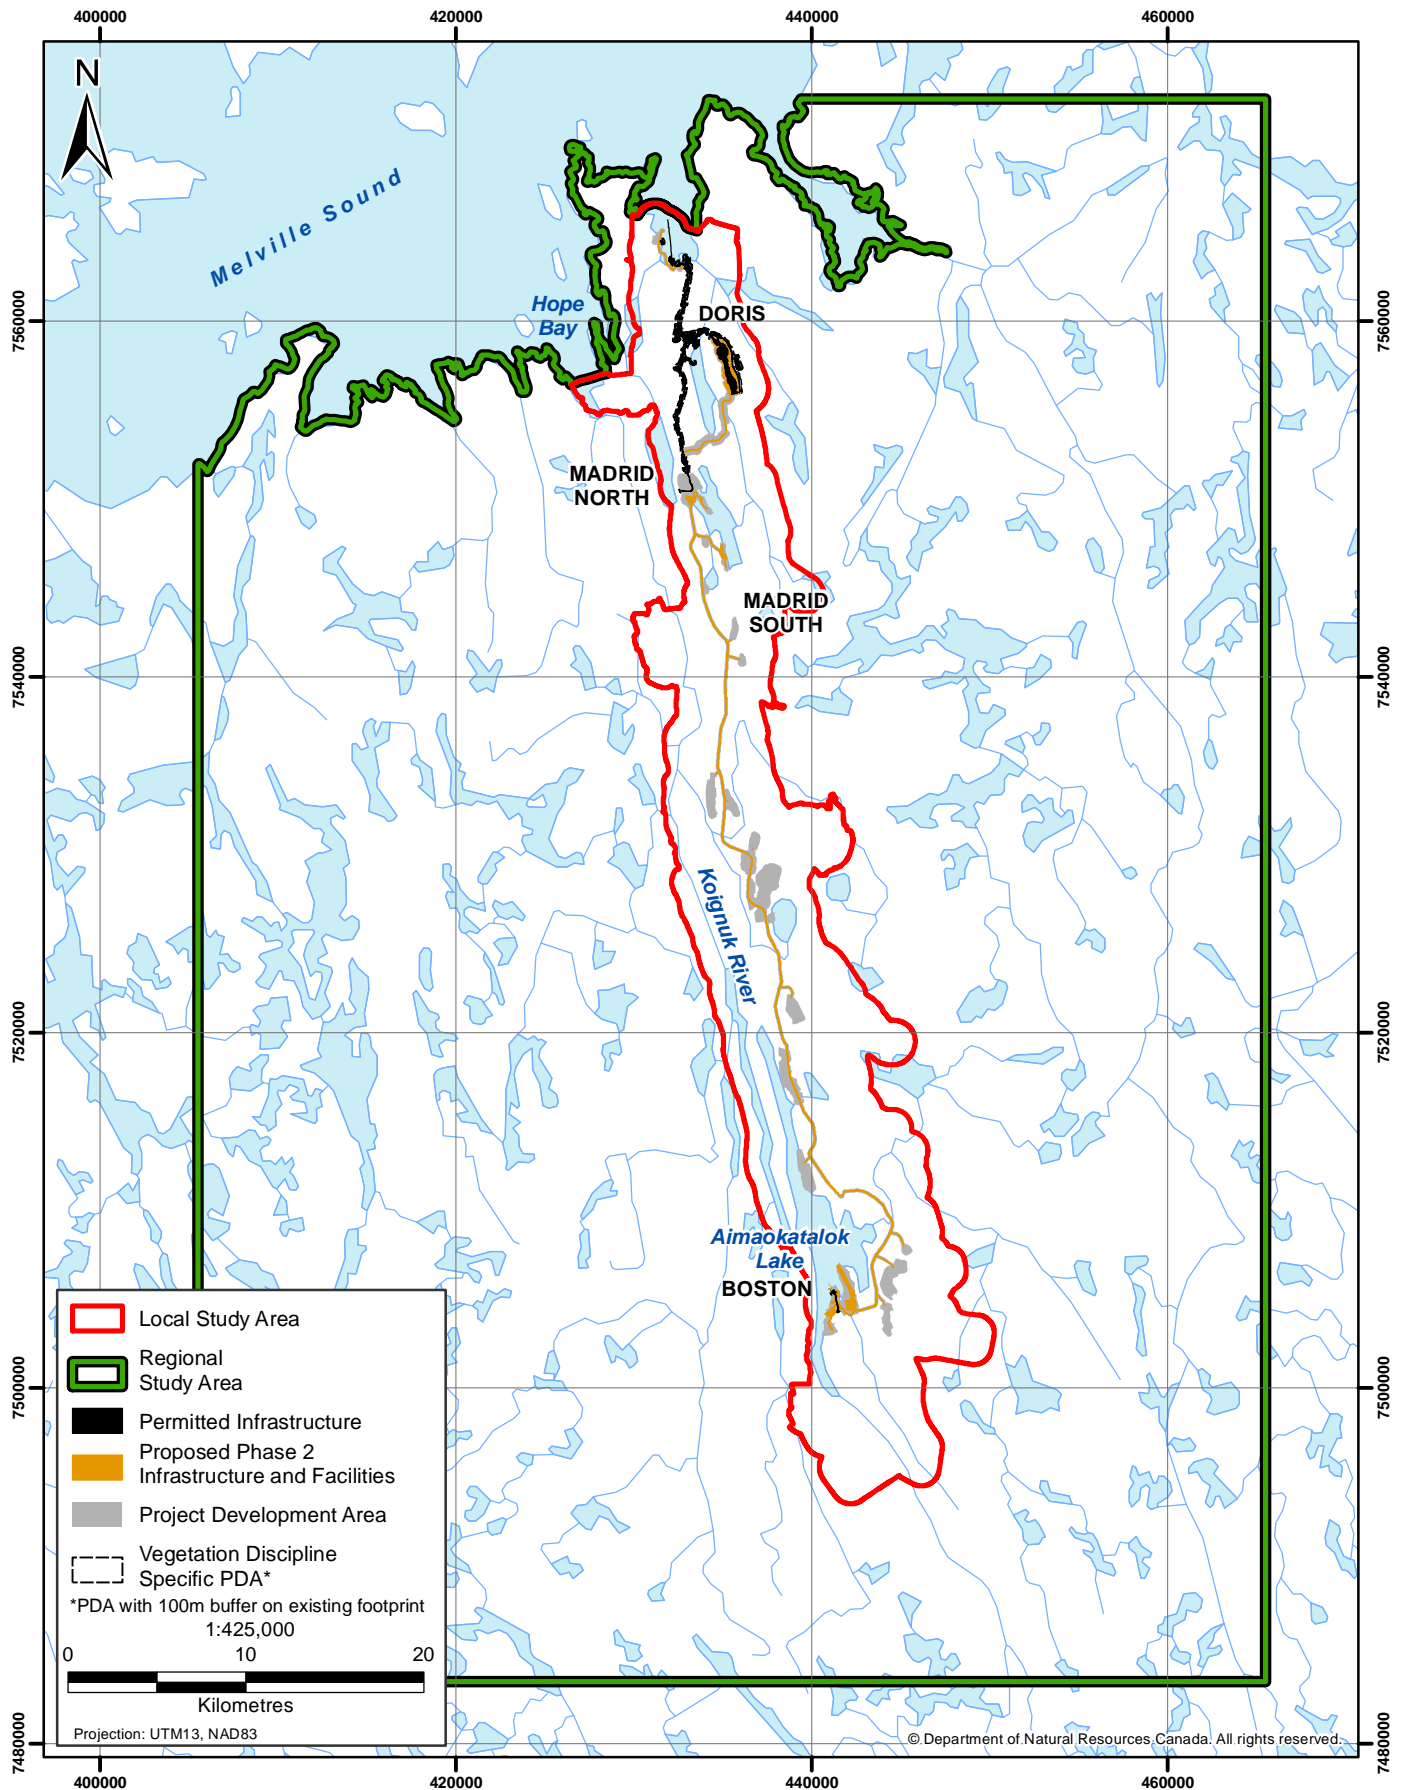 400000
420000
440000
460000
N
Melville Sound
Hope
Bay
7560000
7560000
DORIS
MADRID
NORTH
MADRID
SOUTH
7540000
7540000
Koignuk River
7520000
7520000
Aimaokatalok
Lake
BOSTON
7500000
7500000
Local Study Area
Regional
Study Area
Permitted Infrastructure
Proposed Phase 2
Infrastructure and Facilities
Project Development Area
Vegetation Discipline
Specific PDA*
*PDA with 100m buffer on existing footprint
1:425,000
0
10
20
Kilometres
Projection: UTM13, NAD83
© Department of Natural Resources Canada. All rights reserved.
7480000
7480000
400000
420000
440000
460000